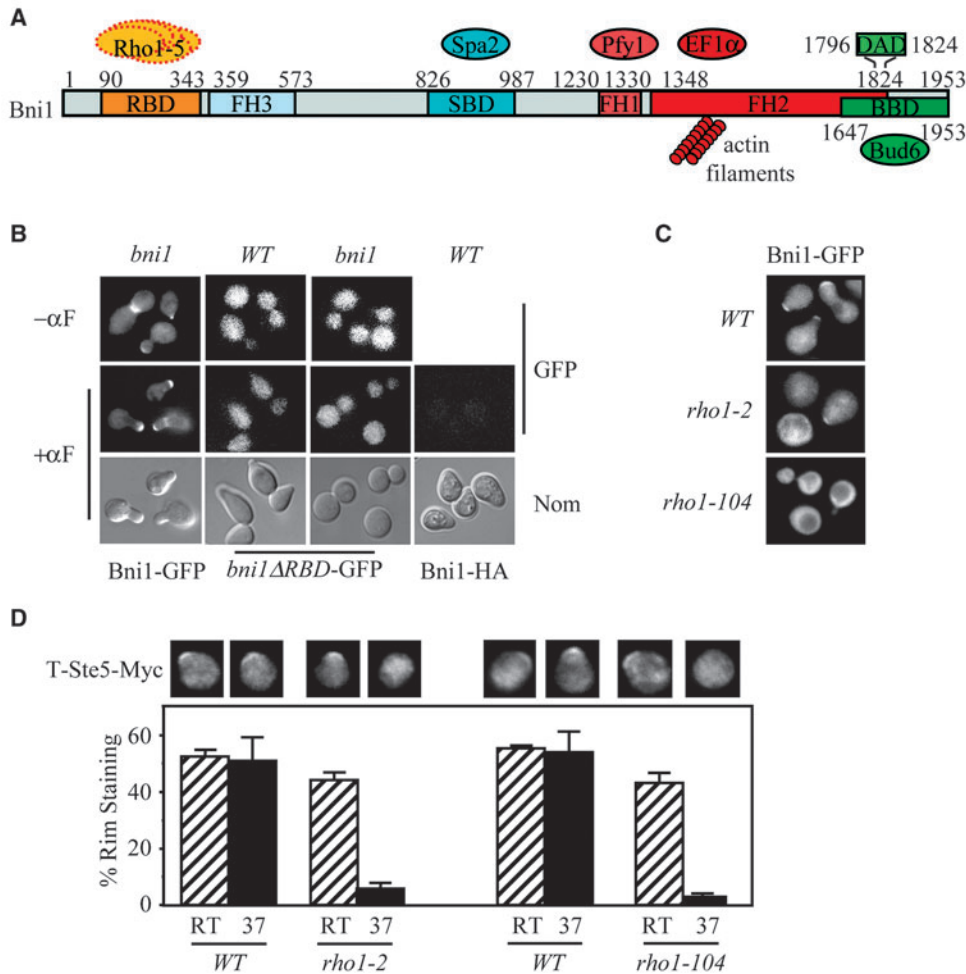 A
Rho1-5
Spa2
Pfy1
EF1α
1796 DAD 1824
1 90 343 359 573 826 987 1230 1330 1348 1824 1953
Bni1 RBD FH3 SBD FH1 FH2 BBD
1647 1953
actin
filaments
Bud6
B
bni1 WT bni1 WT
−αF
GFP
+αF
Nom
Bni1-GFP bni1ΔRBD-GFP Bni1-HA
C
Bni1-GFP
WT
rho1-2
rho1-104
D
T-Ste5-Myc
% Rim Staining
60
40
20
0
RT 37 RT 37 RT 37 RT 37
WT rho1-2 WT rho1-104